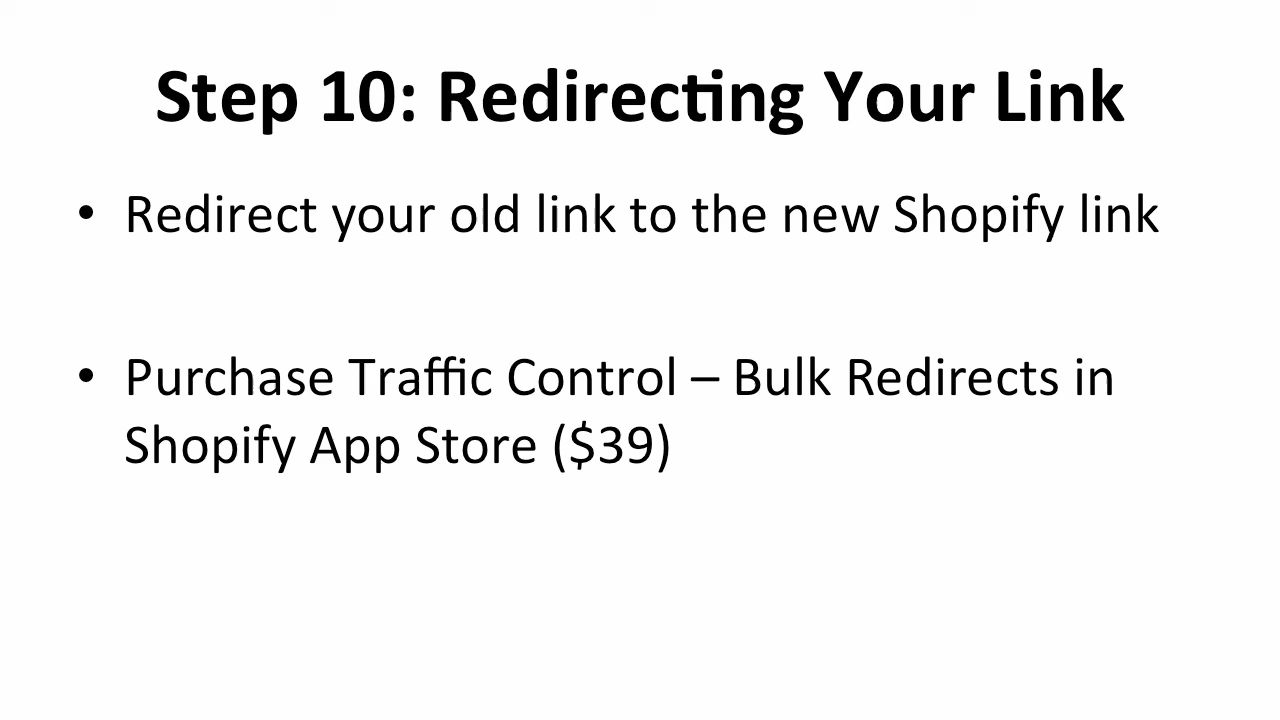 Step 10: Redirecting Your Link
• Redirect your old link to the new Shopify link
• Purchase Traffic Control – Bulk Redirects in
Shopify App Store ($39)